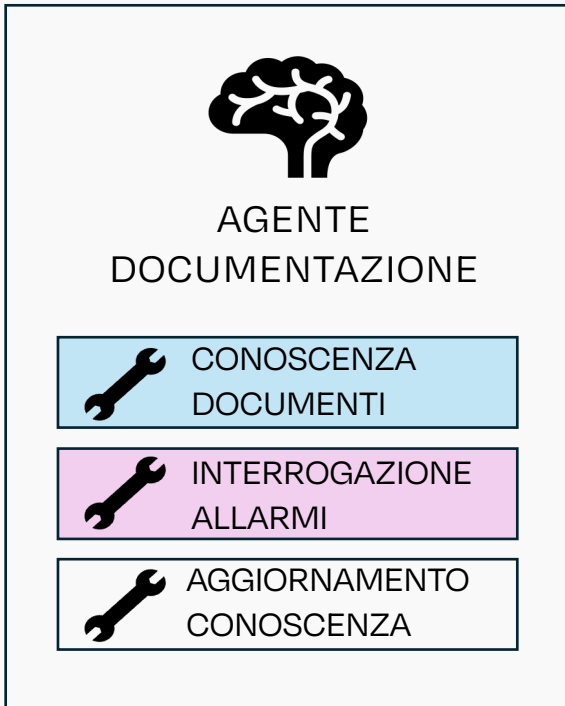 AGENTE
DOCUMENTAZIONE
CONOSCENZA
DOCUMENTI
INTERROGAZIONE
ALLARMI
AGGIORNAMENTO
CONOSCENZA